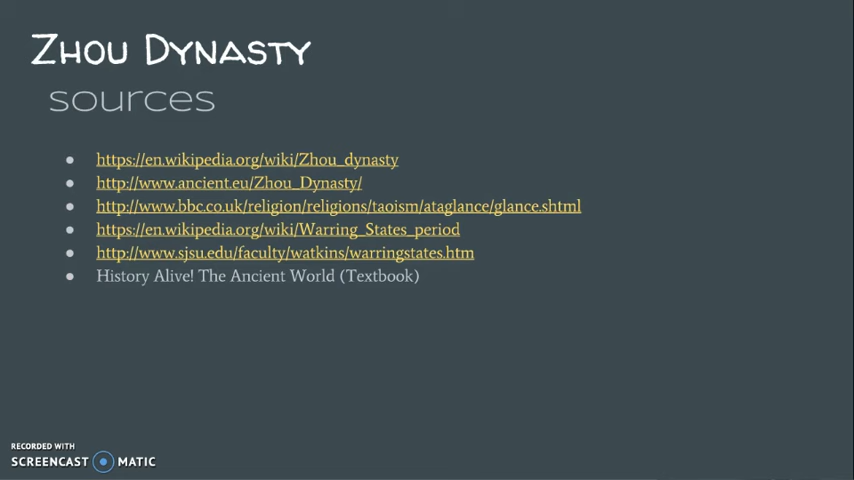 Zhou Dynasty
sources
● https://en.wikipedia.org/wiki/Zhou_dynasty
● http://www.ancient.eu/Zhou_Dynasty/
● http://www.bbc.co.uk/religion/religions/taoism/ataglance/glance.shtml
● https://en.wikipedia.org/wiki/Warring_States_period
● http://www.sjsu.edu/faculty/watkins/warringstates.htm
● History Alive! The Ancient World (Textbook)
RECORDED WITH
SCREENCAST MATIC